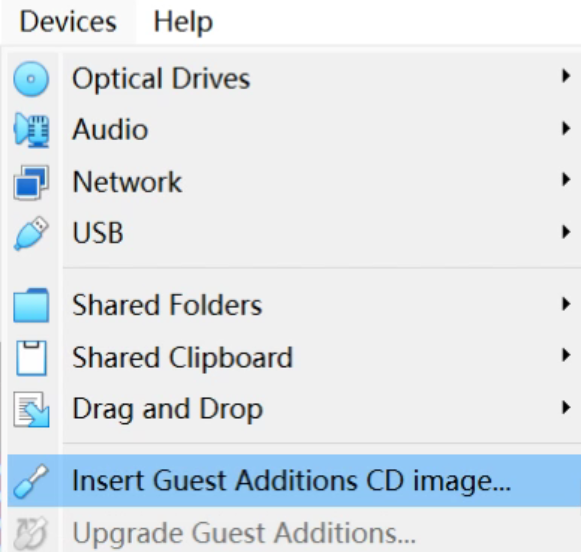 Devices Help
Optical Drives
Audio
Network
USB
Shared Folders
Shared Clipboard
Drag and Drop
Insert Guest Additions CD image...
Upgrade Guest Additions...